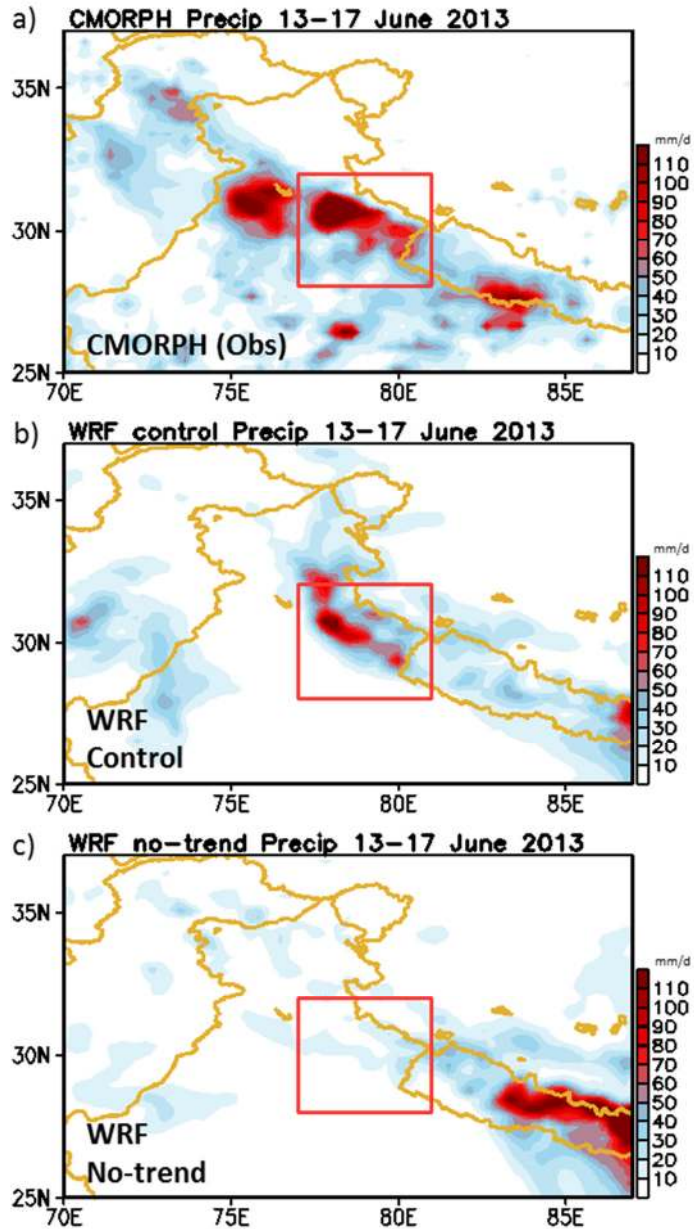 a) CMORPH Precip 13-17 June 2013
35N
30N
25N
70E 75E 80E 85E
CMORPH (Obs)
mm/d
110
100
90
80
70
60
50
40
30
20
10
b) WRF control Precip 13-17 June 2013
35N
30N
25N
70E 75E 80E 85E
WRF
Control
mm/d
110
100
90
80
70
60
50
40
30
20
10
c) WRF no-trend Precip 13-17 June 2013
35N
30N
25N
70E 75E 80E 85E
WRF
No-trend
mm/d
110
100
90
80
70
60
50
40
30
20
10